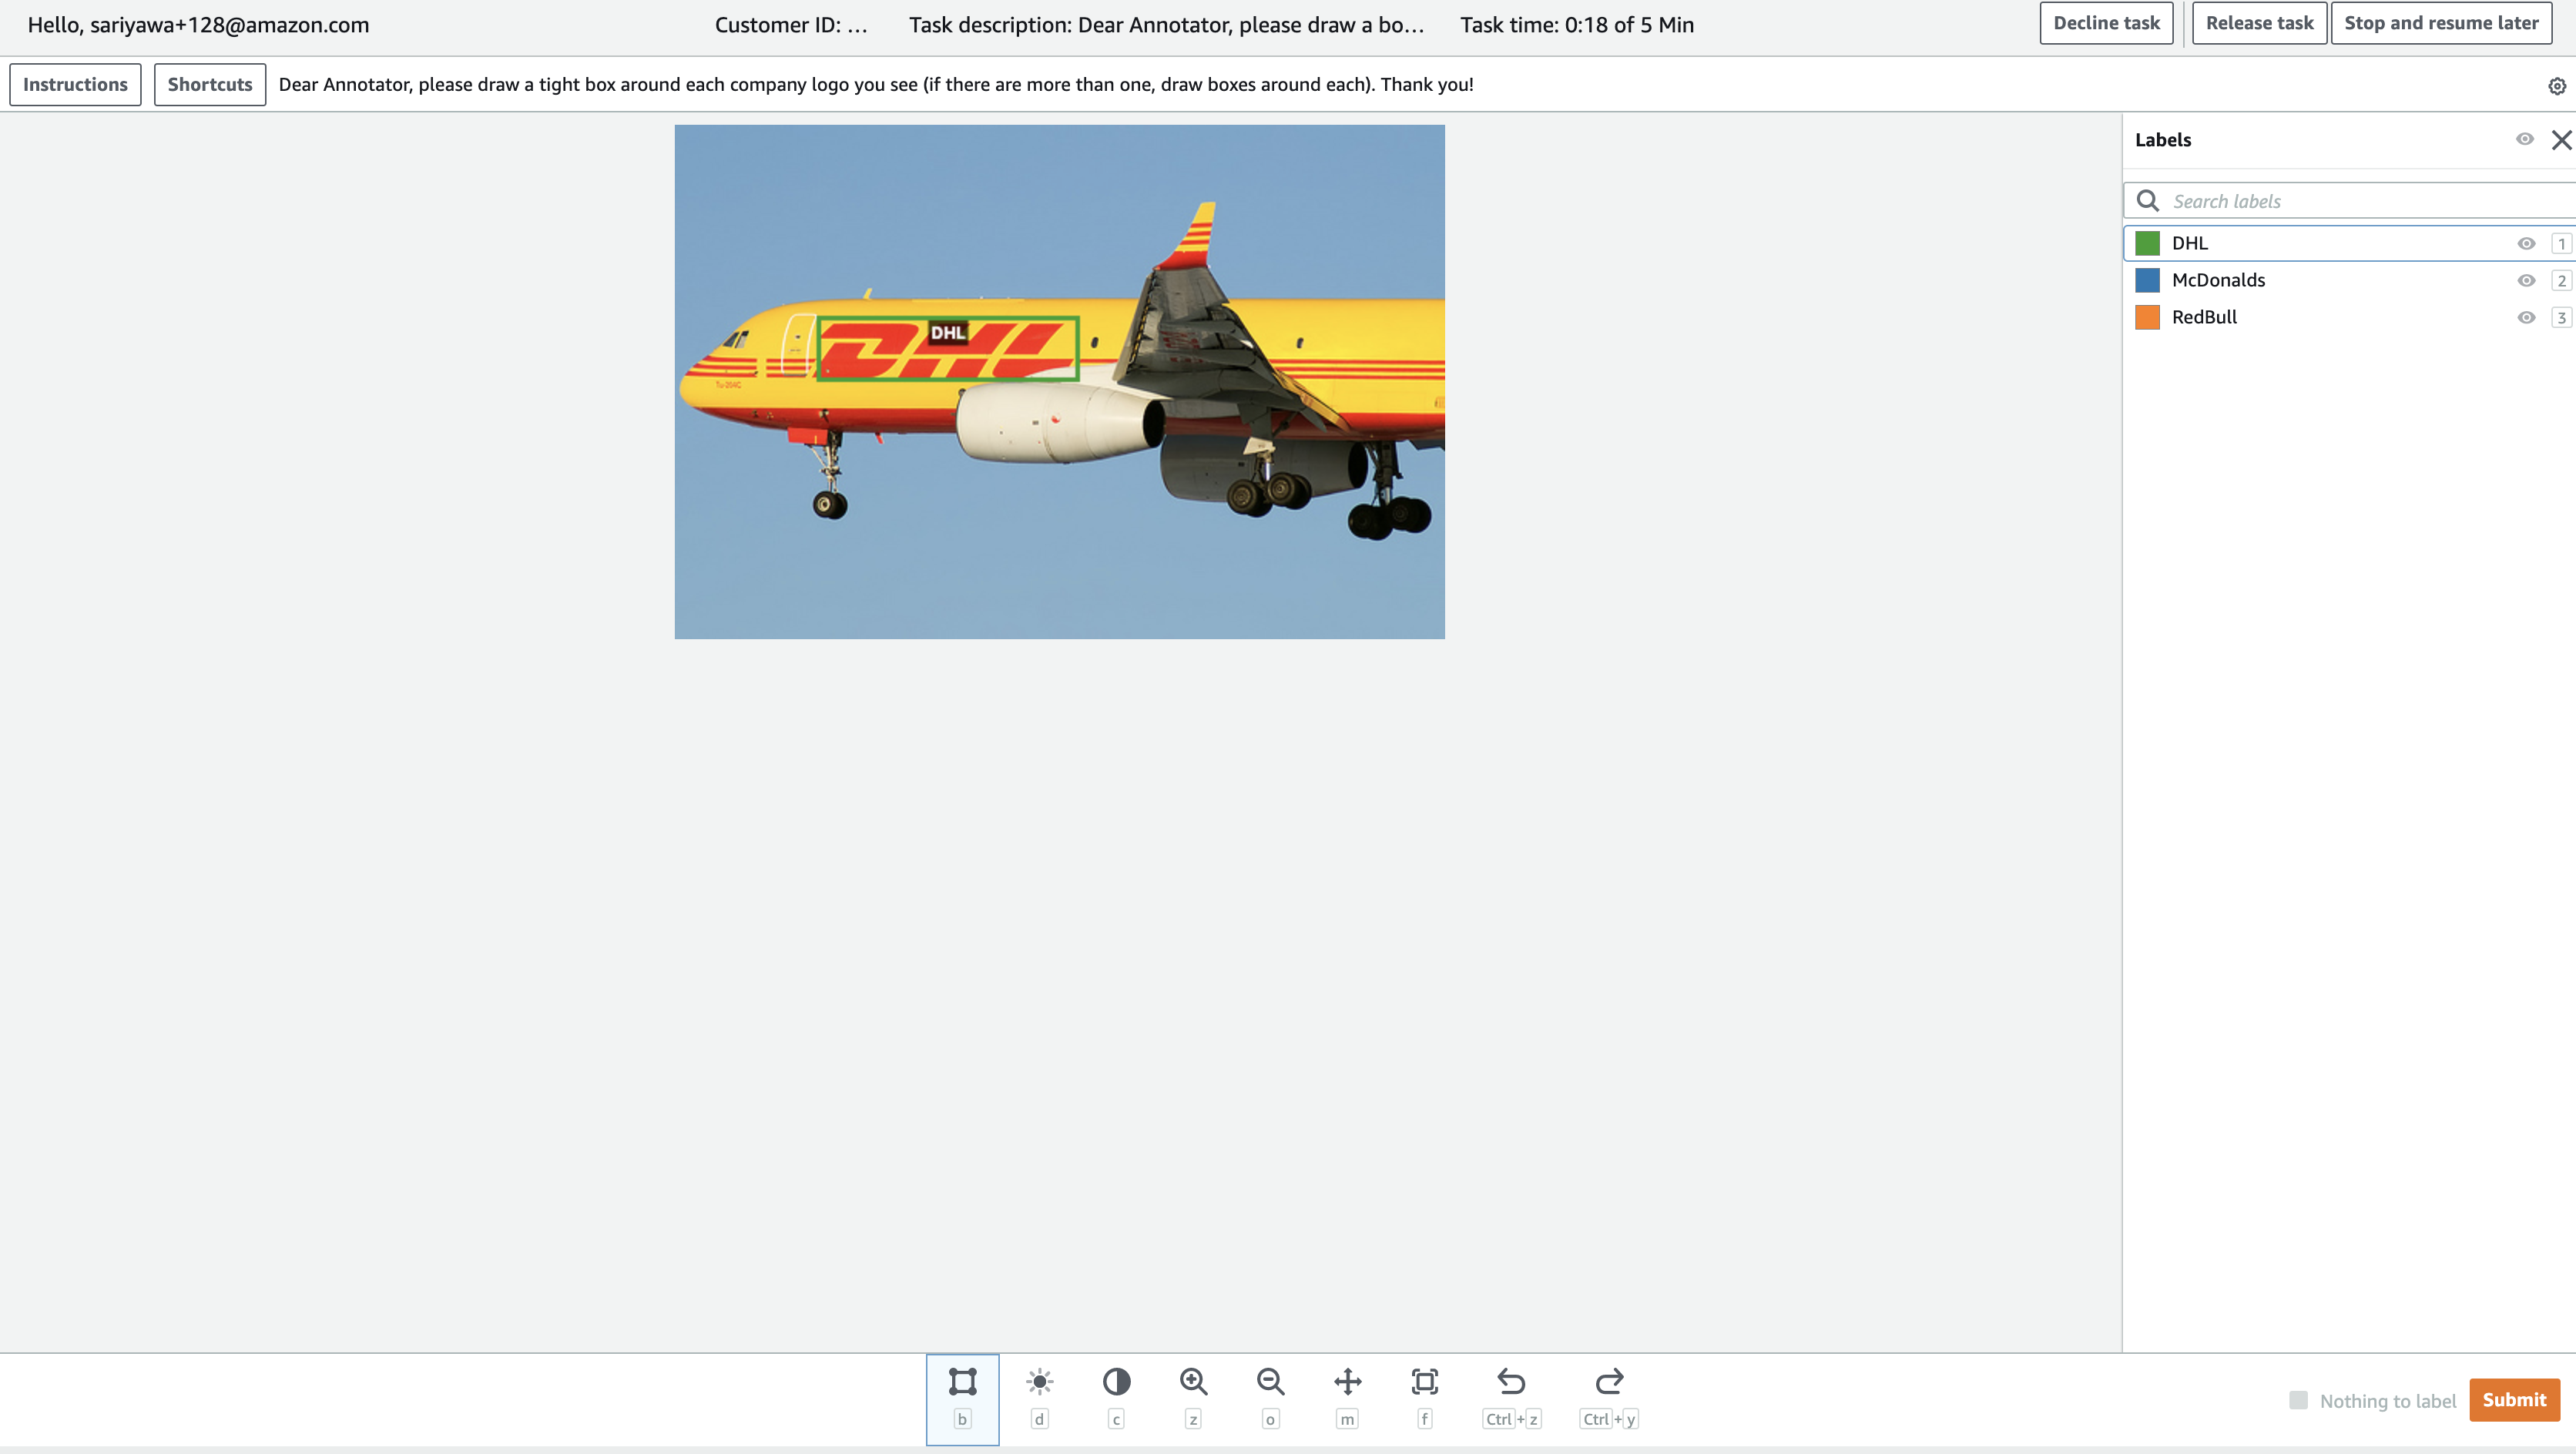 Hello, sariyawa+128@amazon.com
Customer ID: ...
Task description: Dear Annotator, please draw a bo...
Task time: 0:18 of 5 Min
Decline task
Release task
Stop and resume later
Instructions
Shortcuts
Dear Annotator, please draw a tight box around each company logo you see (if there are more than one, draw boxes around each). Thank you!
Labels
Search labels
DHL 1
McDonalds 2
RedBull 3
DHL
DHL
Tu-204C
b
d
c
z
o
m
f
Ctrl+z
Ctrl+y
Nothing to label
Submit